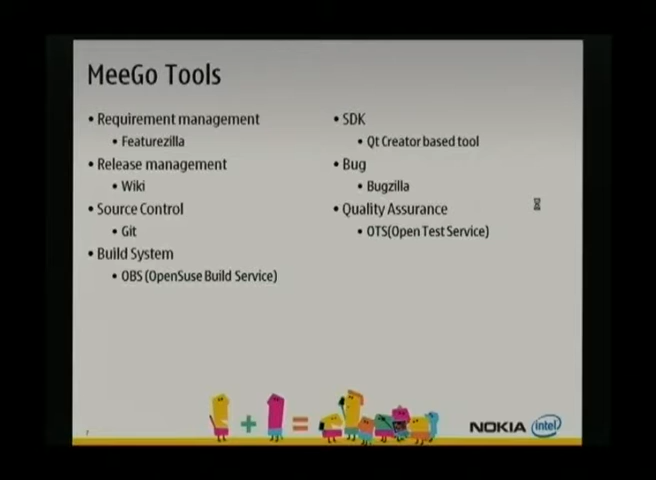 MeeGo Tools
• Requirement management
• Featurezilla
• Release management
• Wiki
• Source Control
• Git
• Build System
• OBS (OpenSuse Build Service)
• SDK
• Qt Creator based tool
• Bug
• Bugzilla
• Quality Assurance
• OTS(Open Test Service)
+
=
NOKIA
intel